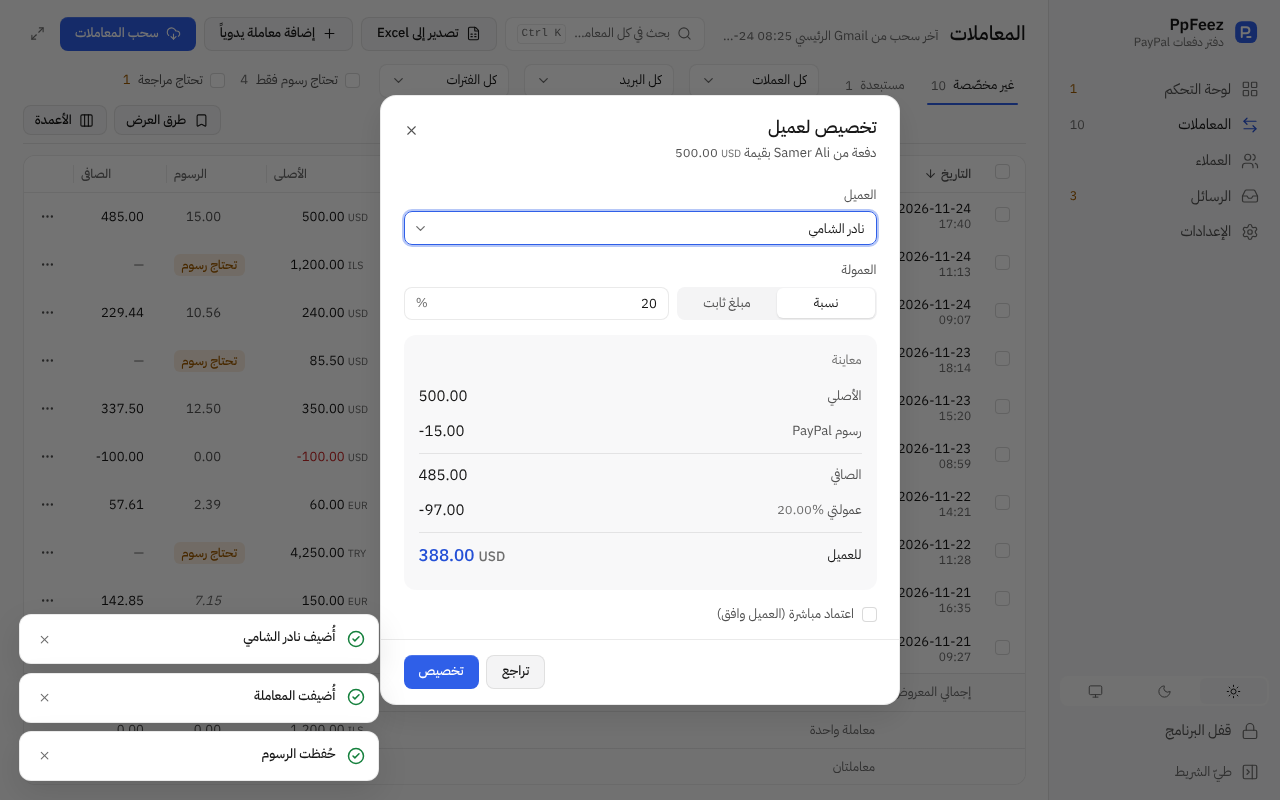 PpFeez
دفتر دفعات PayPal
لوحة التحكم 1
المعاملات 10
العملاء
الرسائل 3
الإعدادات
قفل البرنامج
طيّ الشريط
المعاملات
آخر سحب من Gmail الرئيسي 08:25 24-...
بحث في كل المعامـ... Ctrl K
تصدير إلى Excel
إضافة معاملة يدوياً
سحب المعاملات
غير مخصّصة 10
مستبعدة 1
كل العملات
كل البريد
كل الفترات
تحتاج رسوم فقط 4
تحتاج مراجعة 1
طرق العرض
الأعمدة
التاريخ ↓ الأصلي الرسوم الصافي
2026-11-24 17:40 500.00 USD 15.00 485.00
2026-11-24 11:13 1,200.00 ILS تحتاج رسوم —
2026-11-24 09:07 240.00 USD 10.56 229.44
2026-11-23 18:14 85.50 USD تحتاج رسوم —
2026-11-23 15:20 350.00 USD 12.50 337.50
2026-11-23 08:59 -100.00 USD 0.00 -100.00
2026-11-22 14:21 60.00 EUR 2.39 57.61
2026-11-22 11:28 4,250.00 TRY تحتاج رسوم —
2026-11-21 16:35 150.00 EUR 7.15 142.85
2026-11-21 09:27
إجمالي المعروض
معاملة واحدة 1,200.00 ILS 0.00 0.00
معاملتان
تخصيص لعميل
دفعة من Samer Ali بقيمة 500.00 USD
العميل
نادر الشامي
العمولة
نسبة
مبلغ ثابت
20 %
معاينة
الأصلي 500.00
رسوم PayPal -15.00
الصافي 485.00
عمولتي 20.00% -97.00
للعميل 388.00 USD
اعتماد مباشرة (العميل وافق)
تراجع
تخصيص
أُضيف نادر الشامي
أُضيفت المعاملة
حُفظت الرسوم